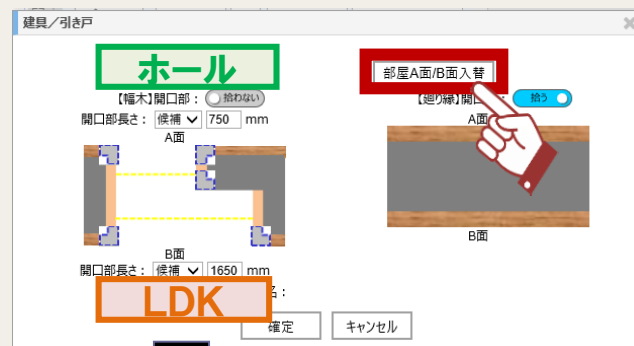 建具／引き戸
ホール
部屋A面/B面入替
【幅木】開口部： 拾わない
【廻り縁】開口 ： 拾う
開口部長さ： 候補 750 mm
A面
A面
B面
B面
開口部長さ： 候補 1650 mm
LDK
名：
確定 キャンセル